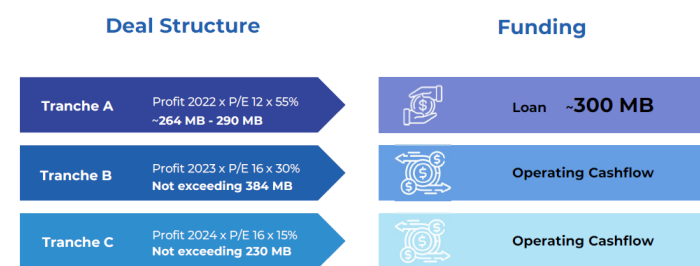 Deal Structure
Funding
Tranche A
Profit 2022 x P/E 12 x 55%
~264 MB - 290 MB
Loan ~300 MB
Tranche B
Profit 2023 x P/E 16 x 30%
Not exceeding 384 MB
Operating Cashflow
Tranche C
Profit 2024 x P/E 16 x 15%
Not exceeding 230 MB
Operating Cashflow